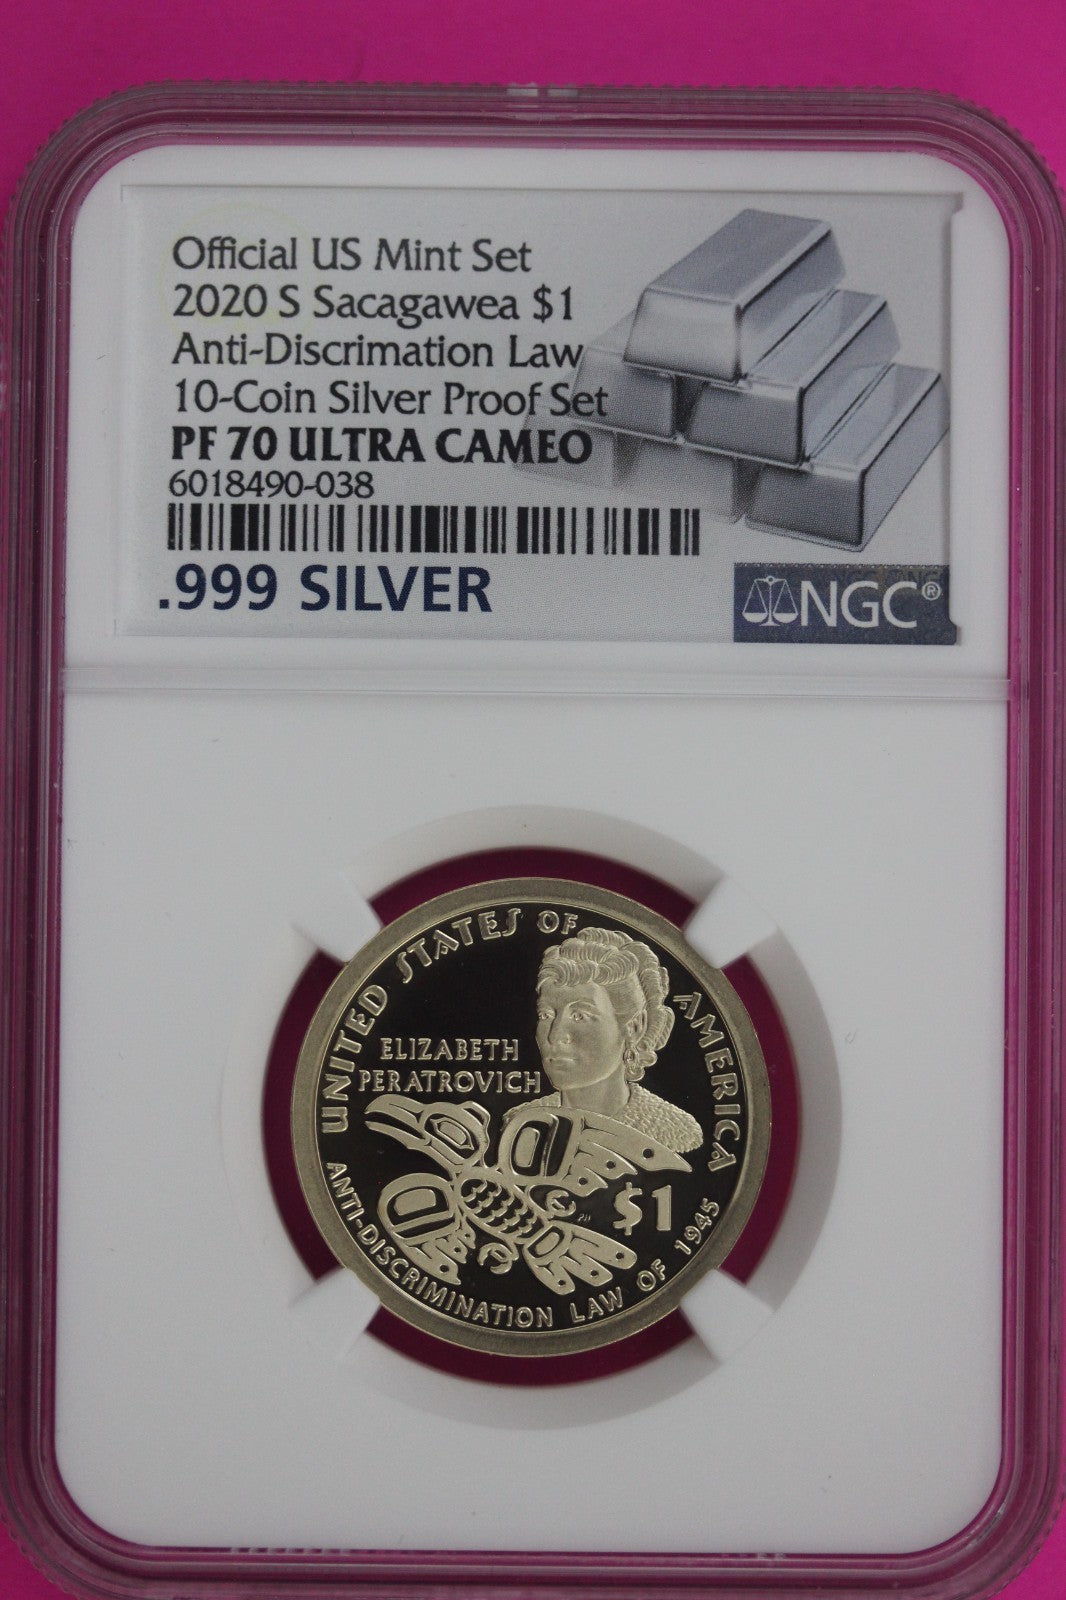 Official US Mint Set
2020 S Sacagawea $1
Anti-Discrimation Law
10-Coin Silver Proof Set
PF 70 ULTRA CAMEO
6018490-038
.999 SILVER
NGC®
UNITED STATES OF AMERICA
ELIZABETH
PERATROVICH
$1
ANTI-DISCRIMINATION LAW OF 1945